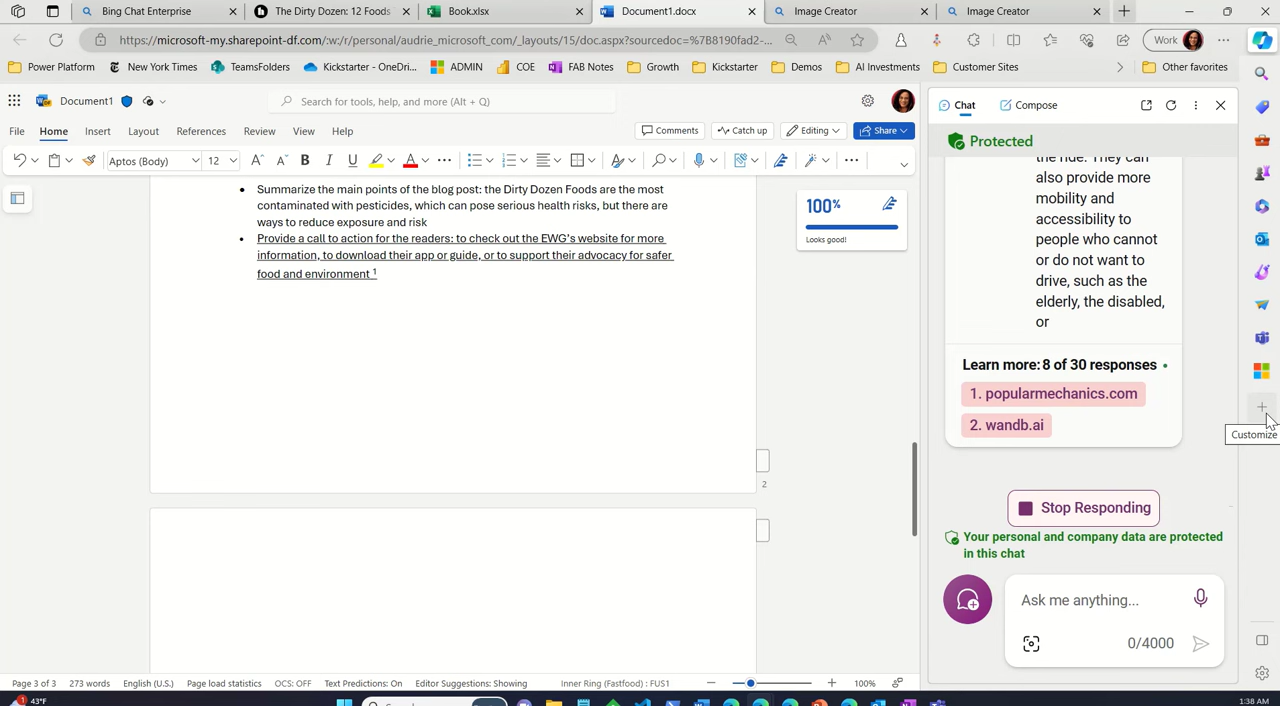 Bing Chat Enterprise
The Dirty Dozen: 12 Foods
Book.xlsx
Document1.docx
Image Creator
Image Creator
https://microsoft-my.sharepoint-df.com/:w:/r/personal/audrie_microsoft_com/_layouts/15/doc.aspx?sourcedoc=%7B8190fad2-...
Work
Power Platform
New York Times
TeamsFolders
Kickstarter - OneDri...
ADMIN
COE
FAB Notes
Growth
Kickstarter
Demos
AI Investments
Customer Sites
Other favorites
Document1
Search for tools, help, and more (Alt + Q)
File
Home
Insert
Layout
References
Review
View
Help
Comments
Catch up
Editing
Share
Aptos (Body)
12
B
I
U
• Summarize the main points of the blog post: the Dirty Dozen Foods are the most
contaminated with pesticides, which can pose serious health risks, but there are
ways to reduce exposure and risk
• Provide a call to action for the readers: to check out the EWG's website for more
information, to download their app or guide, or to support their advocacy for safer
food and environment 1
100%
Looks good!
2
Chat
Compose
Protected
the ride. They can
also provide more
mobility and
accessibility to
people who cannot
or do not want to
drive, such as the
elderly, the disabled,
or
Learn more: 8 of 30 responses
1. popularmechanics.com
2. wandb.ai
Customize
Stop Responding
Your personal and company data are protected
in this chat
Ask me anything...
0/4000
Page 3 of 3
273 words
English (U.S.)
Page load statistics
OCS: OFF
Text Predictions: On
Editor Suggestions: Showing
Inner Ring (Fastfood) : FUS1
100%
1
43°F
1:38 AM